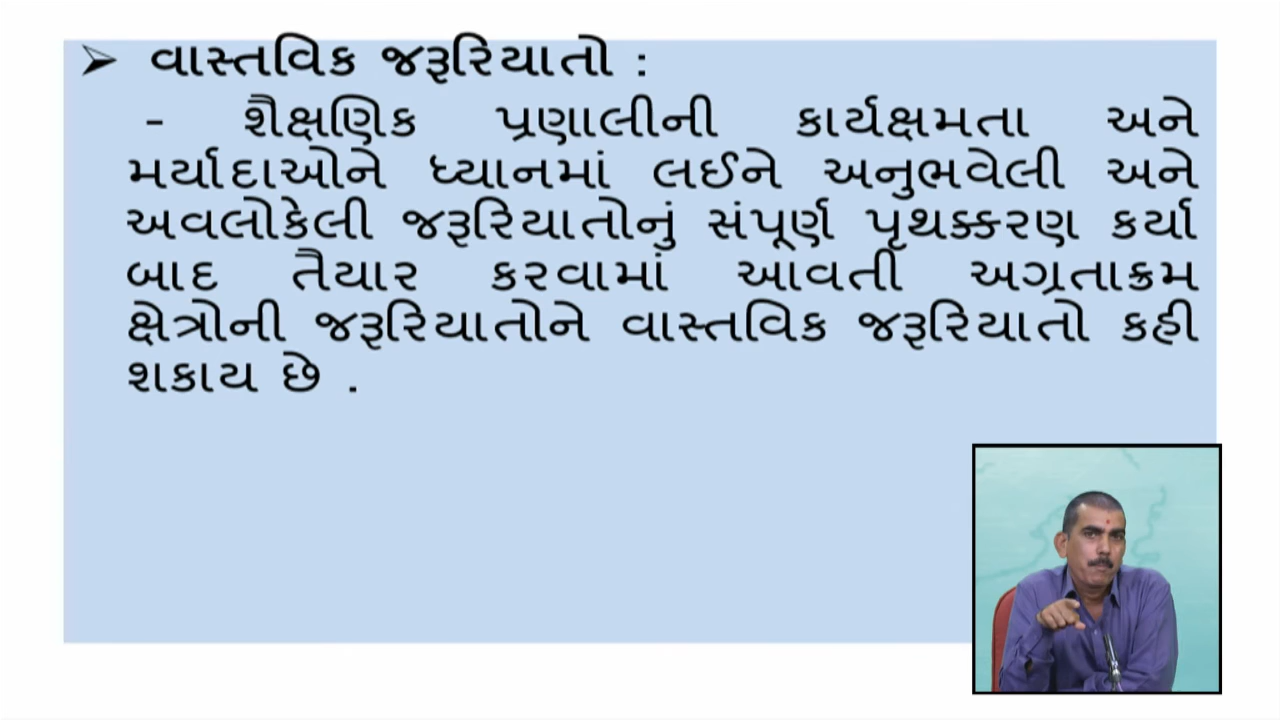 ➢ વાસ્તવિક જરૂરિયાતો :
- શૈક્ષણિક પ્રણાલીની કાર્યક્ષમતા અને
મર્યાદાઓને ધ્યાનમાં લઈને અનુભવેલી અને
અવલોકેલી જરૂરિયાતોનું સંપૂર્ણ પૃથક્કરણ કર્યા
બાદ તૈયાર કરવામાં આવતી અગ્રતાક્રમ
ક્ષેત્રોની જરૂરિયાતોને વાસ્તવિક જરૂરિયાતો કહી
શકાય છે .